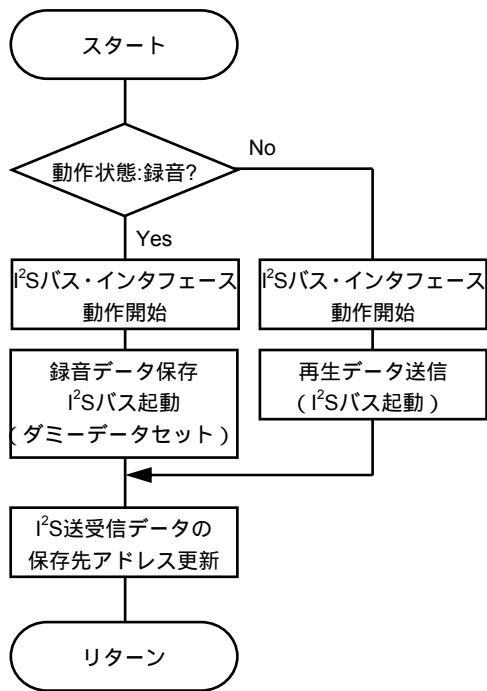 スタート
動作状態:録音?
No
Yes
I²Sバス・インタフェース
動作開始
I²Sバス・インタフェース
動作開始
録音データ保存
I²Sバス起動
(ダミーデータセット)
再生データ送信
(I²Sバス起動)
I²S送受信データの
保存先アドレス更新
リターン